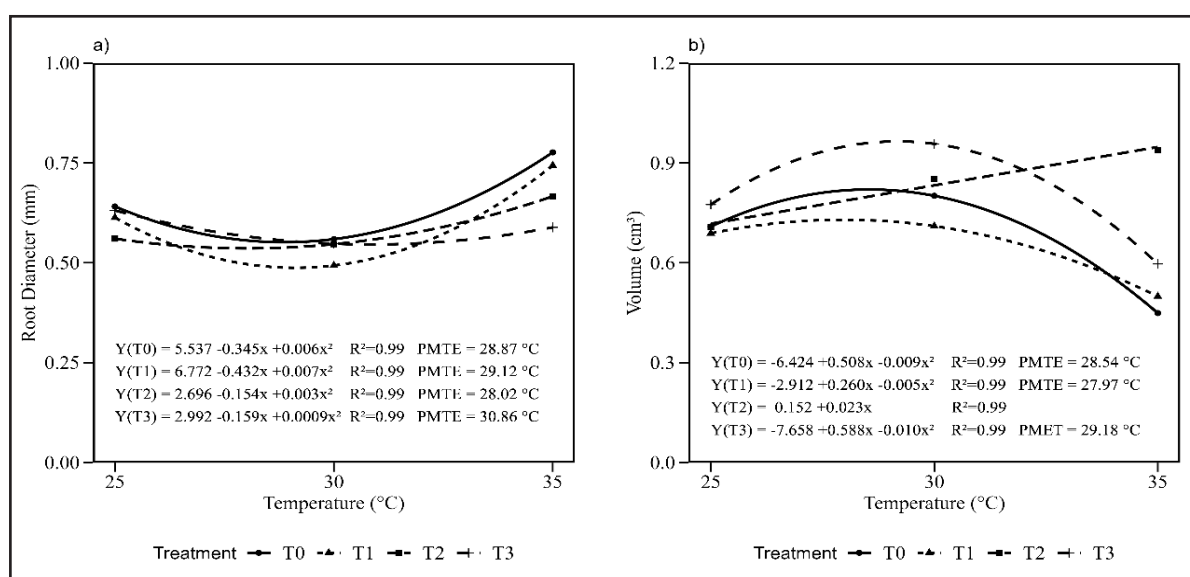 a)
1.00
0.75
0.50
0.25
0.00
Root Diameter (mm)
Y(T0) = 5.537 -0.345x +0.006x² R²=0.99 PMTE = 28.87 °C
Y(T1) = 6.772 -0.432x +0.007x² R²=0.99 PMTE = 29.12 °C
Y(T2) = 2.696 -0.154x +0.003x² R²=0.99 PMTE = 28.02 °C
Y(T3) = 2.992 -0.159x +0.0009x² R²=0.99 PMTE = 30.86 °C
25 30 35
Temperature (°C)
Treatment T0 T1 T2 T3
b)
1.2
0.9
0.6
0.3
0.0
Volume (cm³)
Y(T0) = -6.424 +0.508x -0.009x² R²=0.99 PMTE = 28.54 °C
Y(T1) = -2.912 +0.260x -0.005x² R²=0.99 PMTE = 27.97 °C
Y(T2) = 0.152 +0.023x R²=0.99
Y(T3) = -7.658 +0.588x -0.010x² R²=0.99 PMET = 29.18 °C
25 30 35
Temperature (°C)
Treatment T0 T1 T2 T3